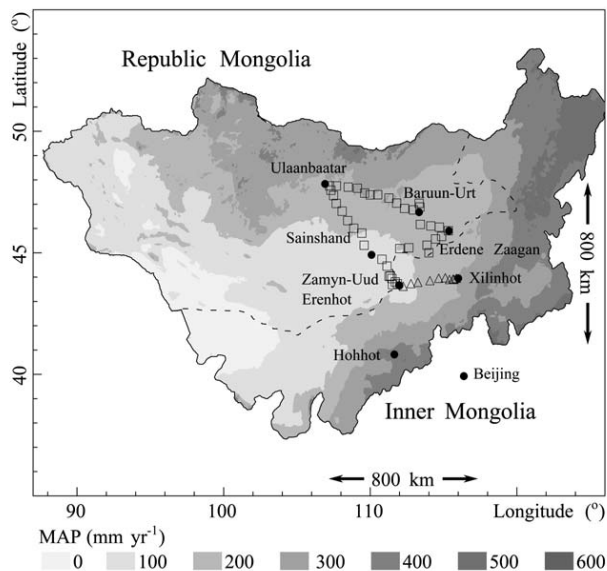 Latitude (°)
50
45
40
Republic Mongolia
Ulaanbaatar
Baruun-Urt
Sainshand
Erdene Zaagan
Zamyn-Uud
Erenhot
Xilinhot
800 km
Hohhot
Beijing
Inner Mongolia
800 km
90 100 110 Longitude (°)
MAP (mm yr⁻¹)
0 100 200 300 400 500 600